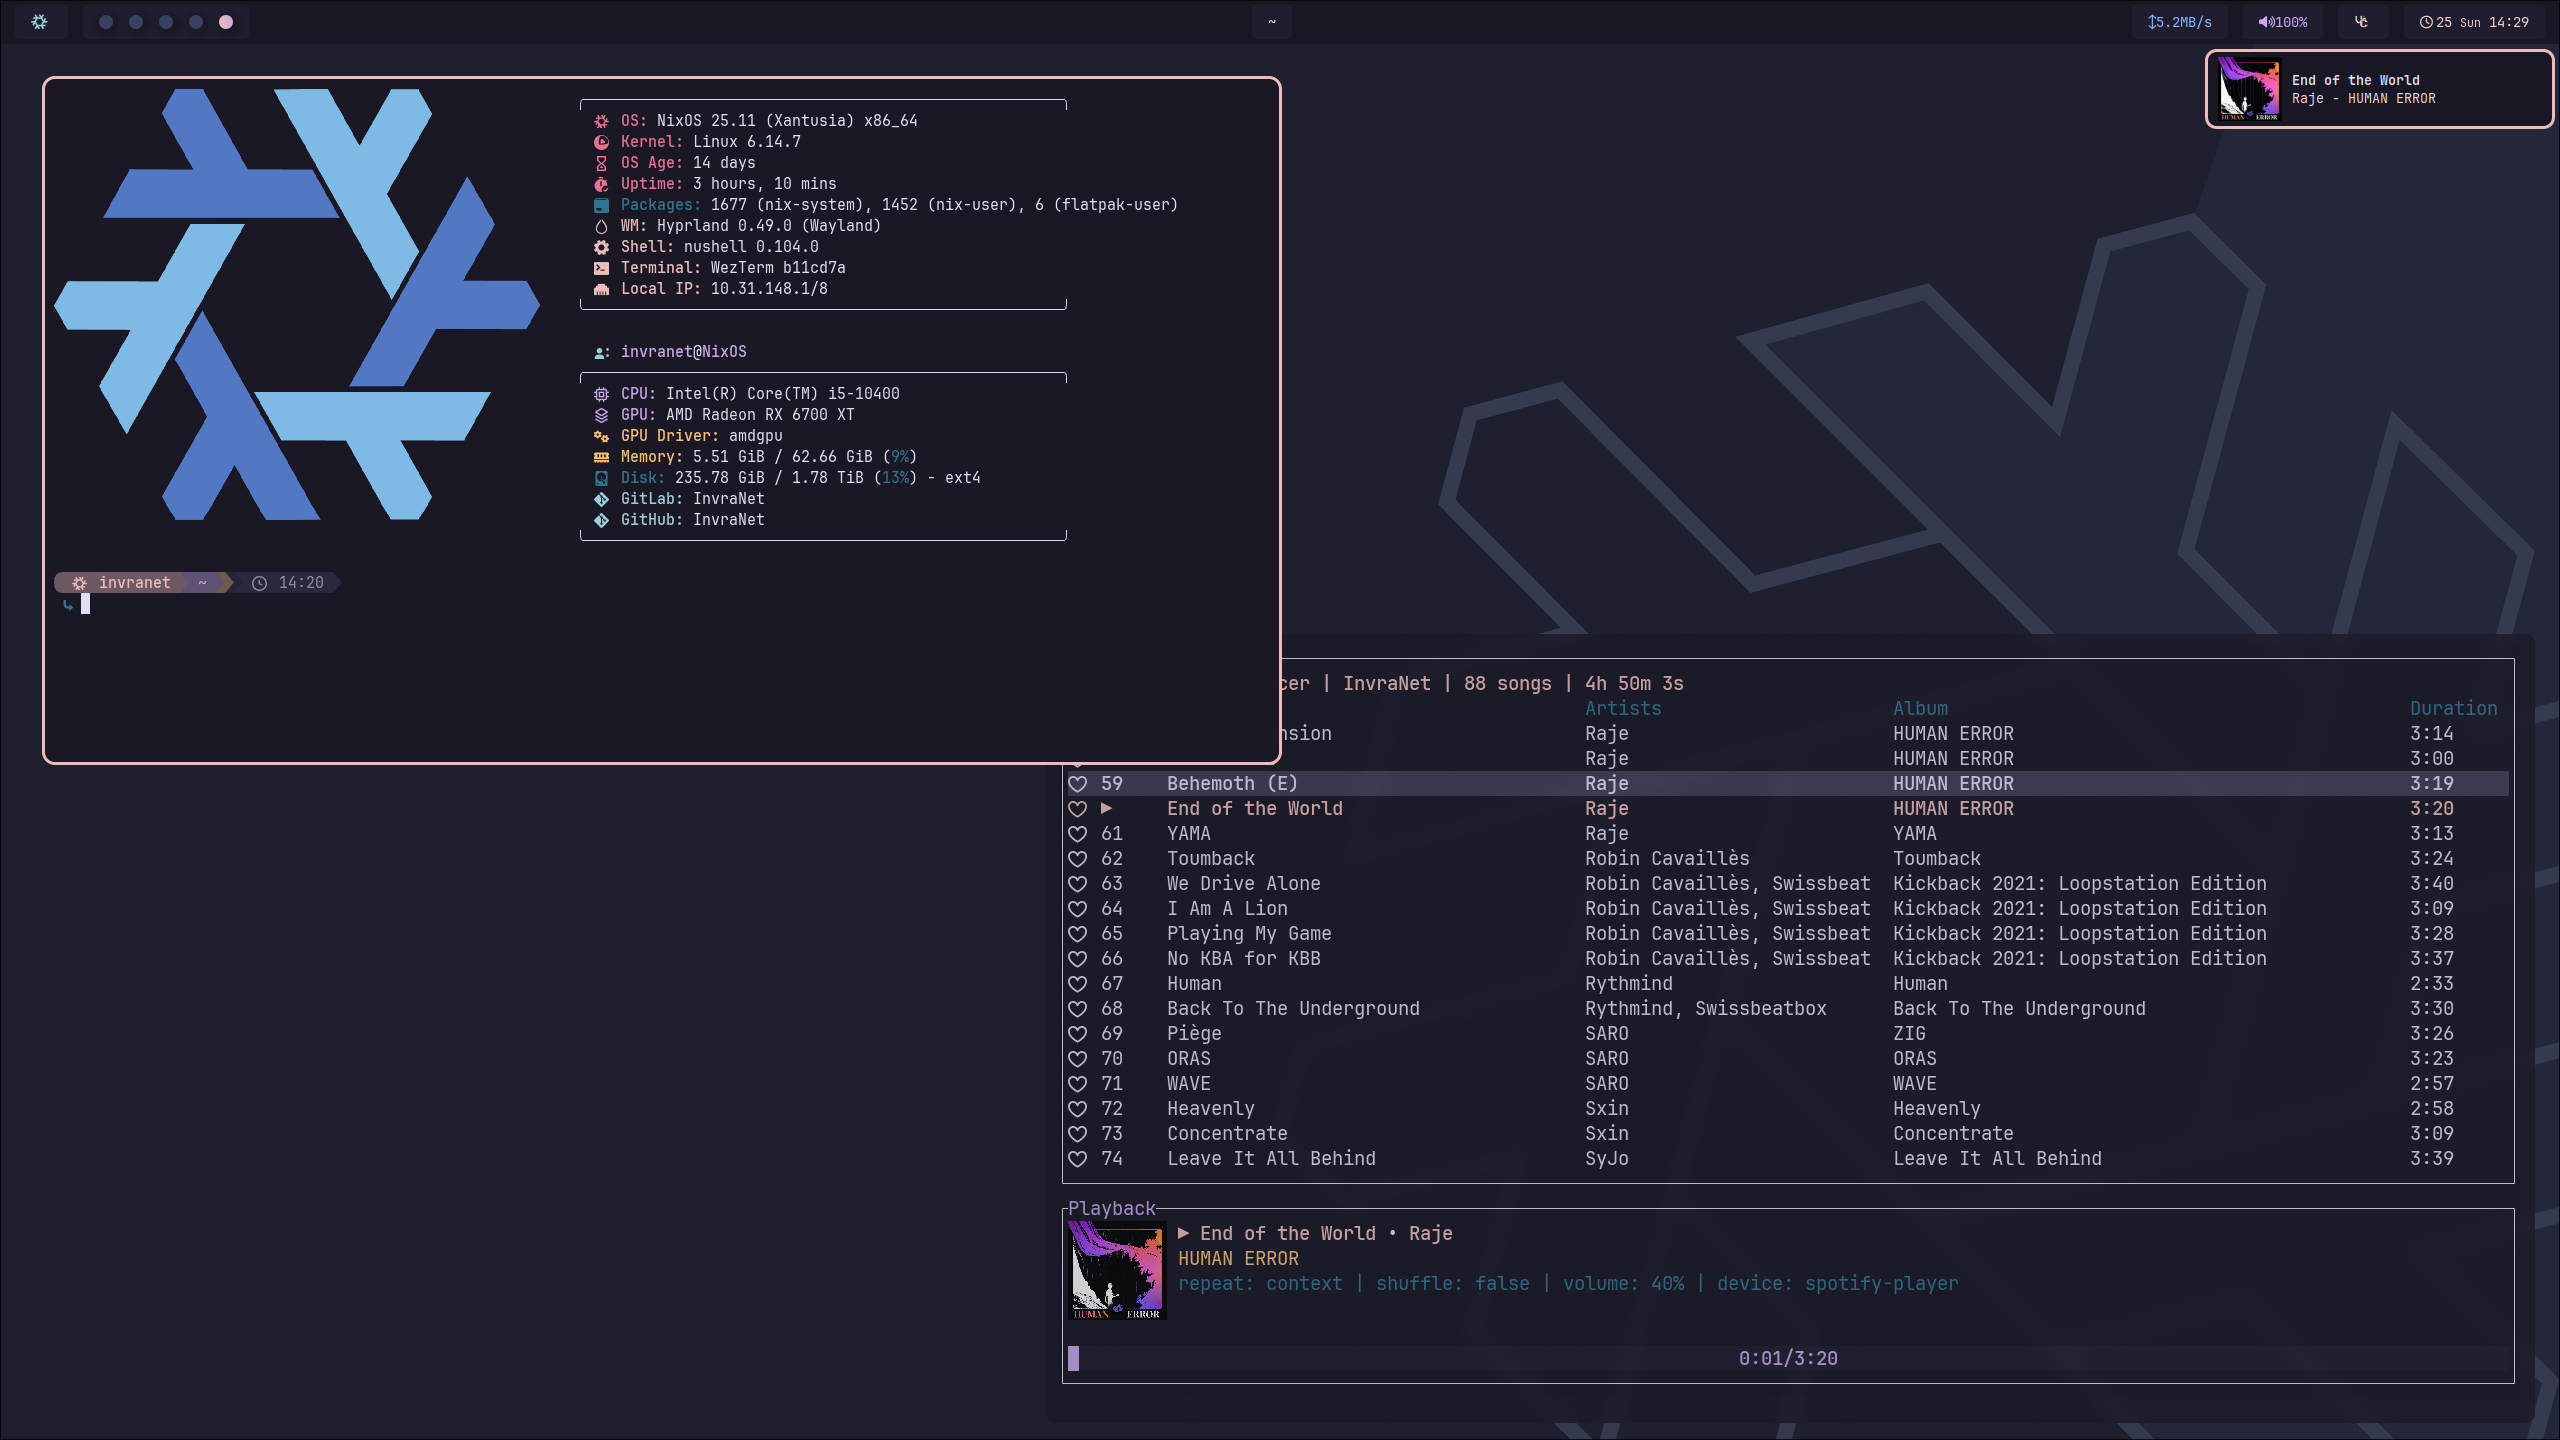 ~
5.2MB/s
100%
25 Sun 14:29
End of the World
Raje - HUMAN ERROR
HUMAN ERROR
OS: NixOS 25.11 (Xantusia) x86_64
Kernel: Linux 6.14.7
OS Age: 14 days
Uptime: 3 hours, 10 mins
Packages: 1677 (nix-system), 1452 (nix-user), 6 (flatpak-user)
WM: Hyprland 0.49.0 (Wayland)
Shell: nushell 0.104.0
Terminal: WezTerm b11cd7a
Local IP: 10.31.148.1/8
invranet@NixOS
CPU: Intel(R) Core(TM) i5-10400
GPU: AMD Radeon RX 6700 XT
GPU Driver: amdgpu
Memory: 5.51 GiB / 62.66 GiB (9%)
Disk: 235.78 GiB / 1.78 TiB (13%) - ext4
GitLab: InvraNet
GitHub: InvraNet
invranet ~ 14:20
cer | InvraNet | 88 songs | 4h 50m 3s
Artists Album Duration
nsion Raje HUMAN ERROR 3:14
Raje HUMAN ERROR 3:00
59 Behemoth (E) Raje HUMAN ERROR 3:19
▶ End of the World Raje HUMAN ERROR 3:20
61 YAMA Raje YAMA 3:13
62 Toumback Robin Cavaillès Toumback 3:24
63 We Drive Alone Robin Cavaillès, Swissbeat Kickback 2021: Loopstation Edition 3:40
64 I Am A Lion Robin Cavaillès, Swissbeat Kickback 2021: Loopstation Edition 3:09
65 Playing My Game Robin Cavaillès, Swissbeat Kickback 2021: Loopstation Edition 3:28
66 No KBA for KBB Robin Cavaillès, Swissbeat Kickback 2021: Loopstation Edition 3:37
67 Human Rythmind Human 2:33
68 Back To The Underground Rythmind, Swissbeatbox Back To The Underground 3:30
69 Piège SARO ZIG 3:26
70 ORAS SARO ORAS 3:23
71 WAVE SARO WAVE 2:57
72 Heavenly Sxin Heavenly 2:58
73 Concentrate Sxin Concentrate 3:09
74 Leave It All Behind SyJo Leave It All Behind 3:39
Playback
▶ End of the World • Raje
HUMAN ERROR
repeat: context | shuffle: false | volume: 40% | device: spotify-player
HUMAN ERROR
0:01/3:20